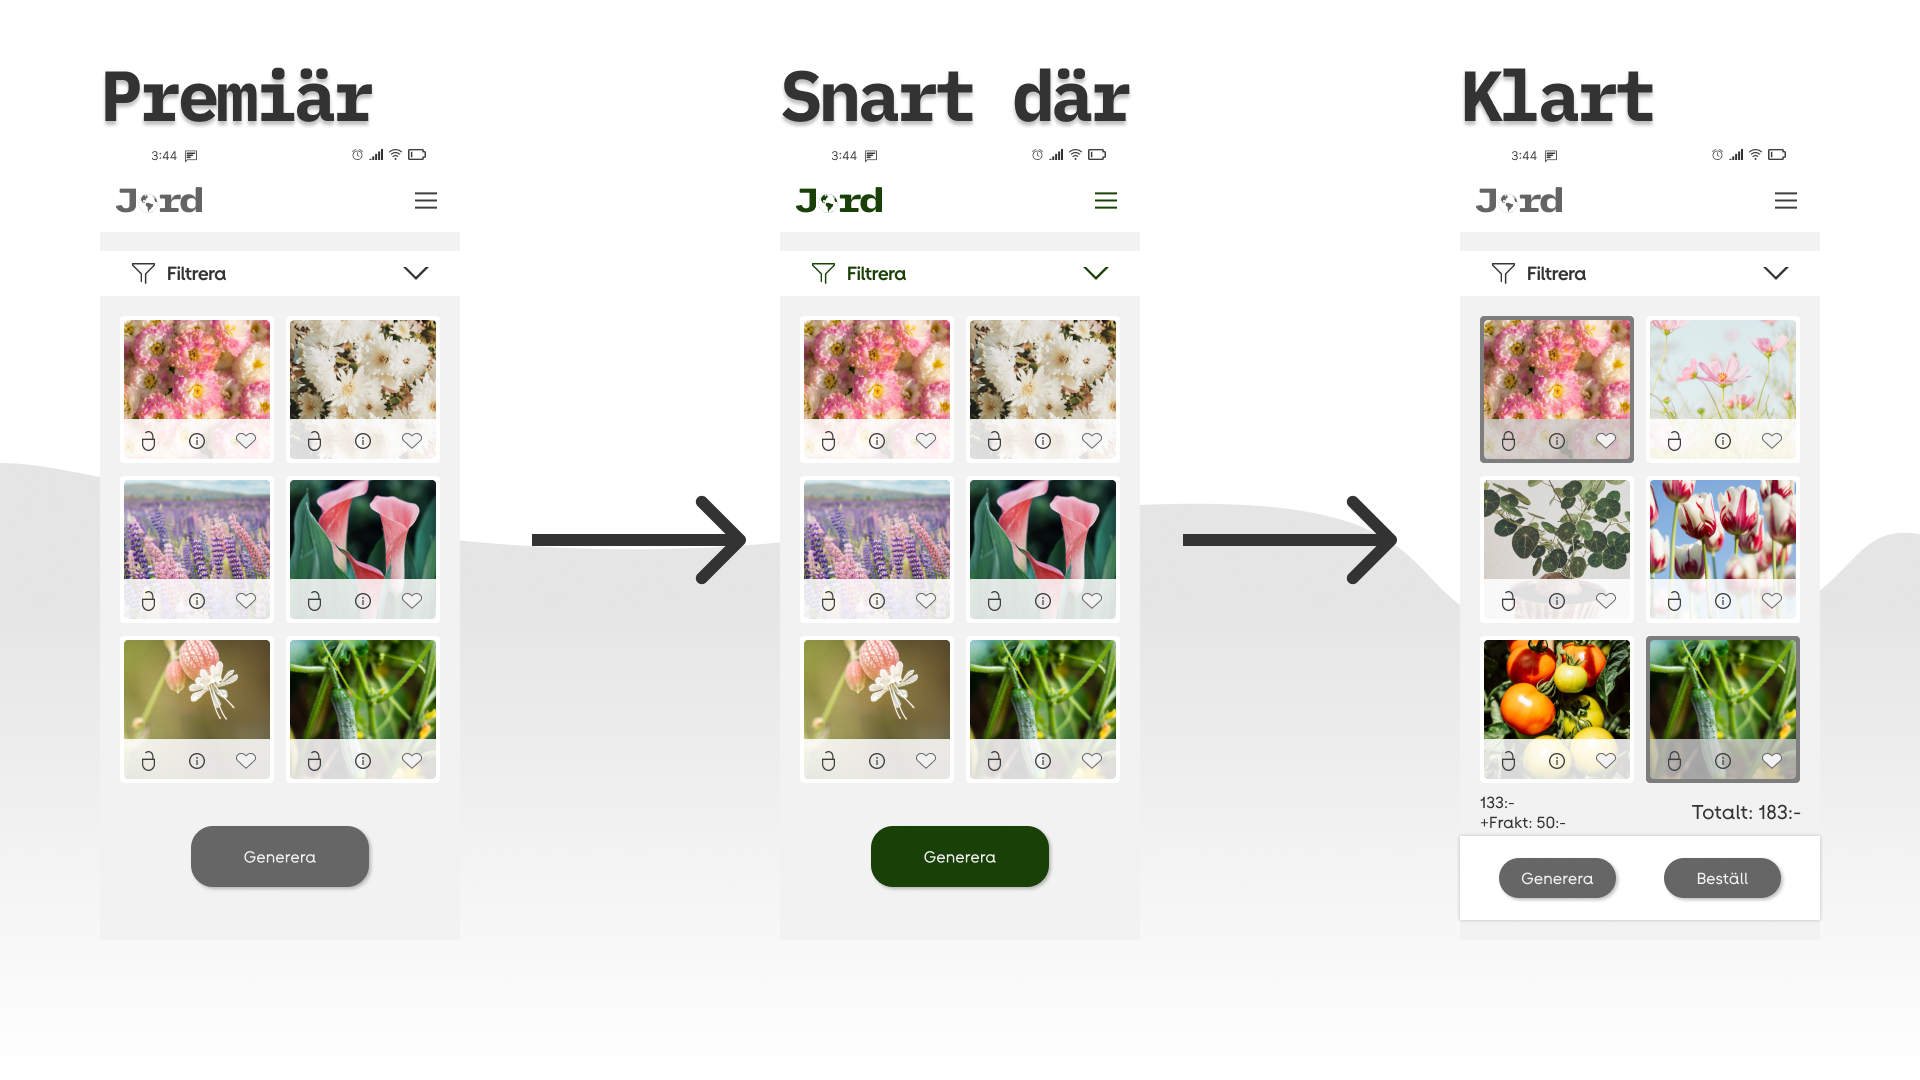 Premiär
3:44
Jord
Filtrera
Generera
Snart där
3:44
Jord
Filtrera
Generera
Klart
3:44
Jord
Filtrera
133:-
+Frakt: 50:-
Totalt: 183:-
Generera
Beställ